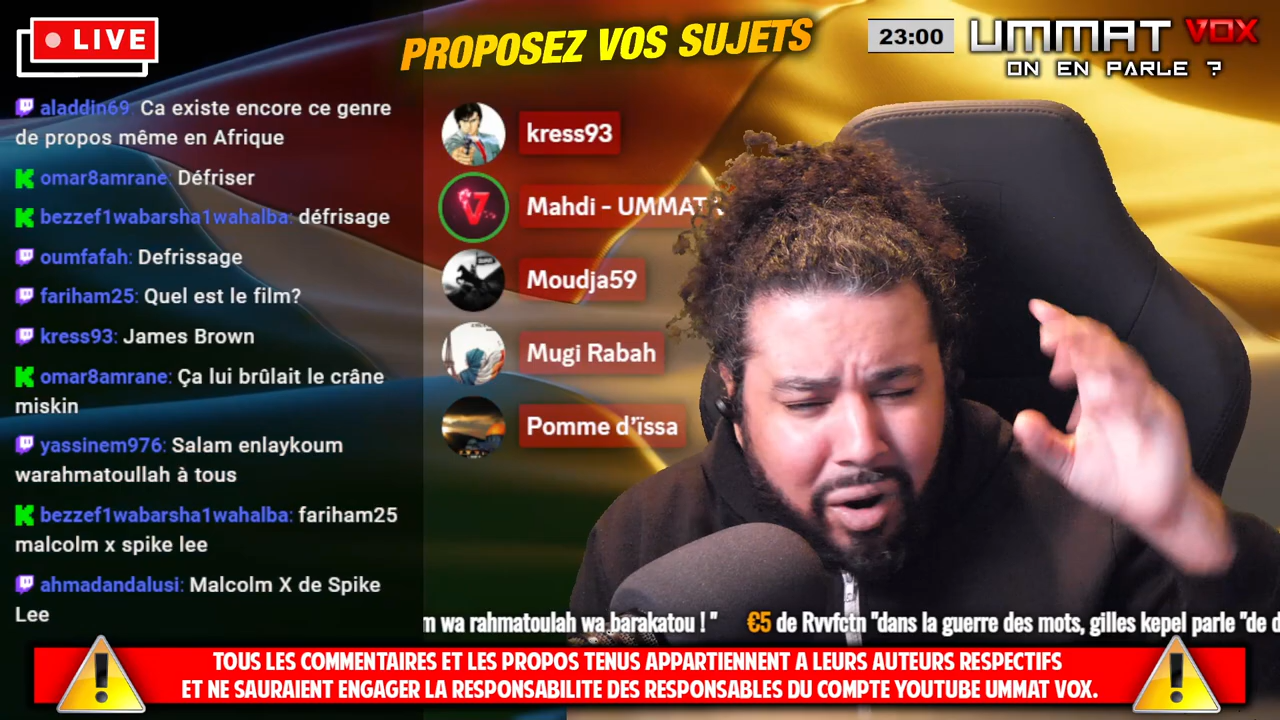 LIVE
PROPOSEZ VOS SUJETS
23:00
UMMAT VOX
ON EN PARLE ?
aladdin69: Ca existe encore ce genre
de propos même en Afrique
omar8amrane: Défriser
bezzef1wabarsha1wahalba: défrisage
oumfafah: Defrissage
fariham25: Quel est le film?
kress93: James Brown
omar8amrane: Ça lui brûlait le crâne
miskin
yassinem976: Salam enlaykoum
warahmatoullah à tous
bezzef1wabarsha1wahalba: fariham25
malcolm x spike lee
ahmadandalusi: Malcolm X de Spike
Lee
kress93
Mahdi - UMMAT
Moudja59
Mugi Rabah
Pomme d'ïssa
wa rahmatoulah wa barakatou ! " €5 de Rvvfctn "dans la guerre des mots, gilles kepel parle "de
TOUS LES COMMENTAIRES ET LES PROPOS TENUS APPARTIENNENT A LEURS AUTEURS RESPECTIFS
ET NE SAURAIENT ENGAGER LA RESPONSABILITE DES RESPONSABLES DU COMPTE YOUTUBE UMMAT VOX.